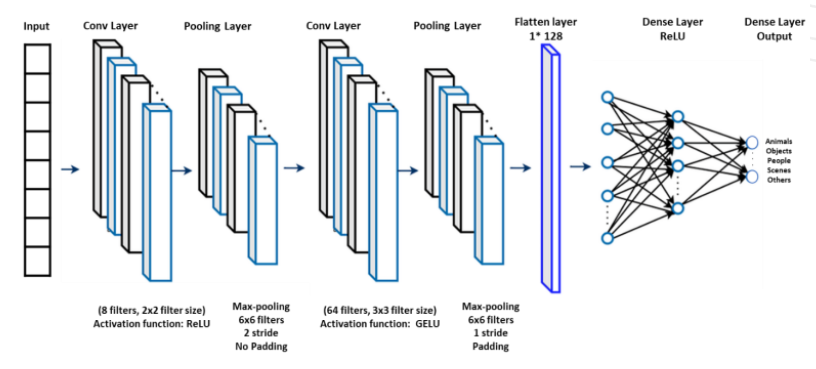 Input
Conv Layer
Pooling Layer
Conv Layer
Pooling Layer
Flatten layer
1* 128
Dense Layer
ReLU
Dense Layer
Output
Animals
Objects
People
Scenes
Others
(8 filters, 2x2 filter size)
Activation function: ReLU
Max-pooling
6x6 filters
2 stride
No Padding
(64 filters, 3x3 filter size)
Activation function: GELU
Max-pooling
6x6 filters
1 stride
Padding